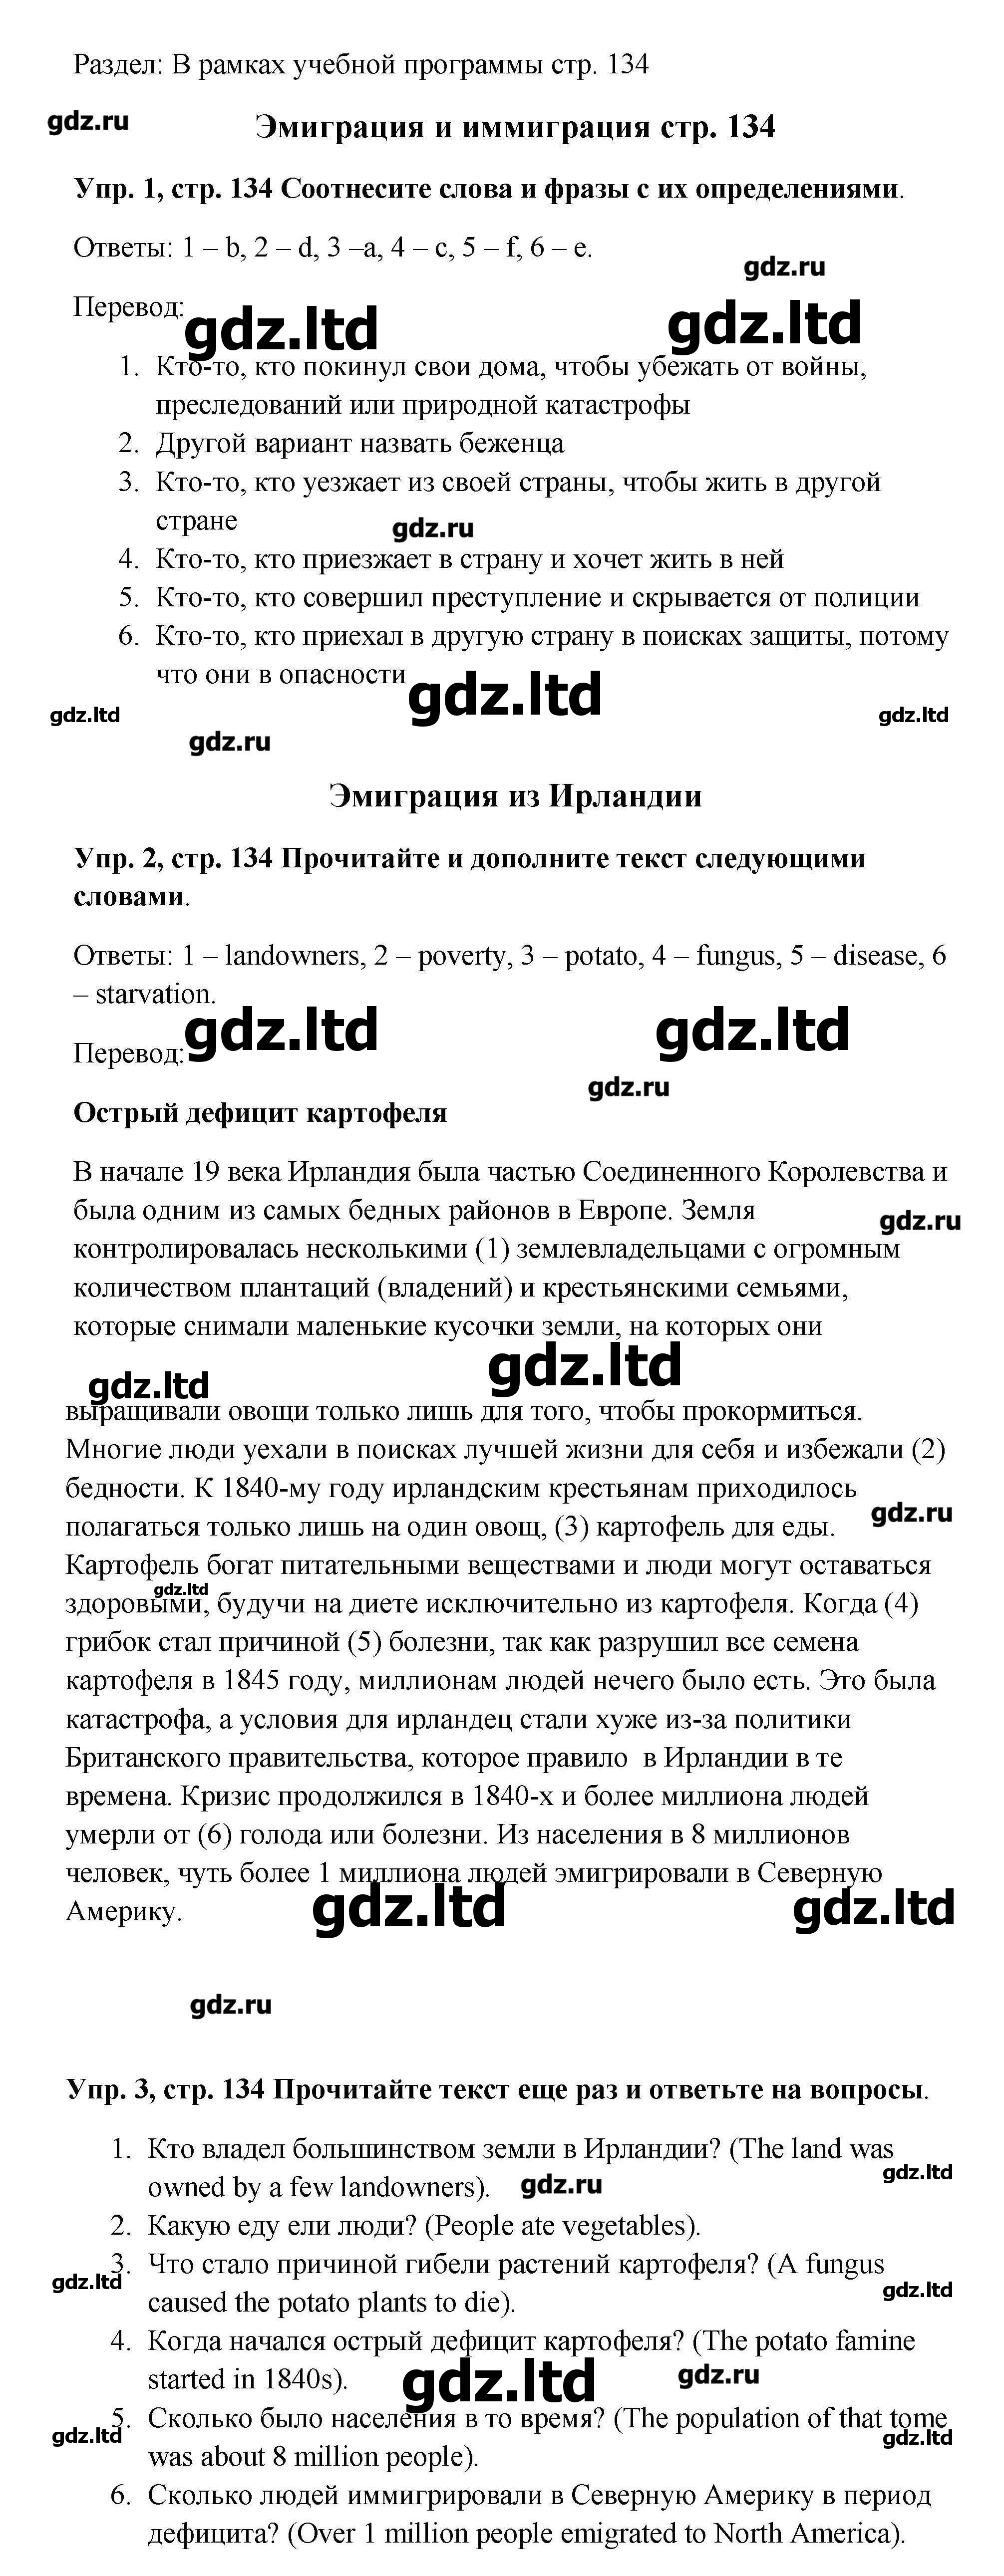 Раздел: В рамках учебной программы стр. 134
gdz.ru
Эмиграция и иммиграция стр. 134
Упр. 1, стр. 134 Соотнесите слова и фразы с их определениями.
Ответы: 1 – b, 2 – d, 3 –a, 4 – c, 5 – f, 6 – e.
gdz.ru
Перевод:
gdz.ltd
gdz.ltd
1. Кто-то, кто покинул свои дома, чтобы убежать от войны,
преследований или природной катастрофы
2. Другой вариант назвать беженца
3. Кто-то, кто уезжает из своей страны, чтобы жить в другой
стране
gdz.ru
4. Кто-то, кто приезжает в страну и хочет жить в ней
5. Кто-то, кто совершил преступление и скрывается от полиции
6. Кто-то, кто приехал в другую страну в поисках защиты, потому
что они в опасности
gdz.ltd
gdz.ltd
gdz.ltd
gdz.ru
Эмиграция из Ирландии
Упр. 2, стр. 134 Прочитайте и дополните текст следующими
словами.
Ответы: 1 – landowners, 2 – poverty, 3 – potato, 4 – fungus, 5 – disease, 6
– starvation.
gdz.ltd
gdz.ltd
Перевод:
gdz.ru
Острый дефицит картофеля
В начале 19 века Ирландия была частью Соединенного Королевства и
была одним из самых бедных районов в Европе. Земля
gdz.ru
контролировалась несколькими (1) землевладельцами с огромным
количеством плантаций (владений) и крестьянскими семьями,
которые снимали маленькие кусочки земли, на которых они
gdz.ltd
gdz.ltd
выращивали овощи только лишь для того, чтобы прокормиться.
Многие люди уехали в поисках лучшей жизни для себя и избежали (2)
бедности. К 1840-му году ирландским крестьянам приходилось
gdz.ru
полагаться только лишь на один овощ, (3) картофель для еды.
Картофель богат питательными веществами и люди могут оставаться
gdz.ltd
здоровыми, будучи на диете исключительно из картофеля. Когда (4)
грибок стал причиной (5) болезни, так как разрушил все семена
картофеля в 1845 году, миллионам людей нечего было есть. Это была
катастрофа, а условия для ирландец стали хуже из-за политики
Британского правительства, которое правило  в Ирландии в те
времена. Кризис продолжился в 1840-х и более миллиона людей
умерли от (6) голода или болезни. Из населения в 8 миллионов
человек, чуть более 1 миллиона людей эмигрировали в Северную
Америку.
gdz.ltd
gdz.ltd
gdz.ru
Упр. 3, стр. 134 Прочитайте текст еще раз и ответьте на вопросы.
1. Кто владел большинством земли в Ирландии? (The land was
gdz.ltd
owned by a few landowners).
gdz.ru
2. Какую еду ели люди? (People ate vegetables).
3. Что стало причиной гибели растений картофеля? (A fungus
gdz.ltd
gdz.ltd
caused the potato plants to die).
4. Когда начался острый дефицит картофеля? (The potato famine
started in 1840s).
gdz.ltd
gdz.ru
5. Сколько было населения в то время? (The population of that tome
gdz.ltd
gdz.ltd
was about 8 million people).
6. Сколько людей иммигрировали в Северную Америку в период
дефицита? (Over 1 million people emigrated to North America).